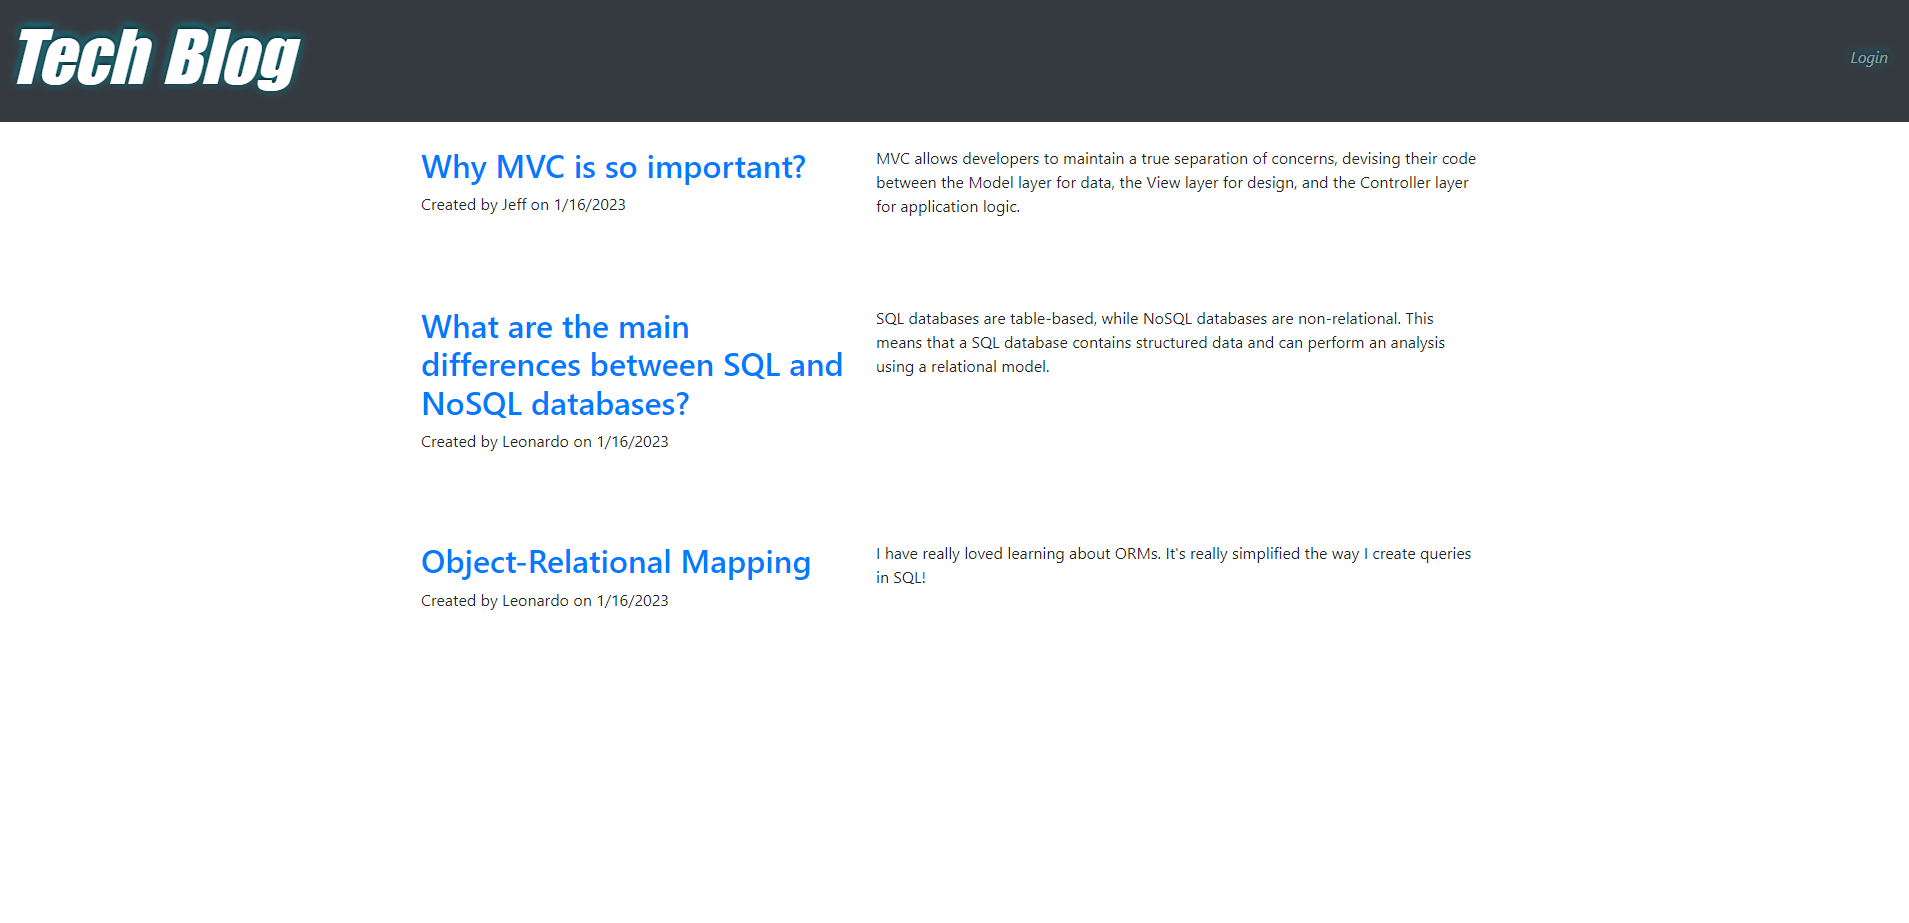 Tech Blog
Login
Why MVC is so important?
Created by Jeff on 1/16/2023
MVC allows developers to maintain a true separation of concerns, devising their code
between the Model layer for data, the View layer for design, and the Controller layer
for application logic.
What are the main
differences between SQL and
NoSQL databases?
Created by Leonardo on 1/16/2023
SQL databases are table-based, while NoSQL databases are non-relational. This
means that a SQL database contains structured data and can perform an analysis
using a relational model.
Object-Relational Mapping
Created by Leonardo on 1/16/2023
I have really loved learning about ORMs. It's really simplified the way I create queries
in SQL!